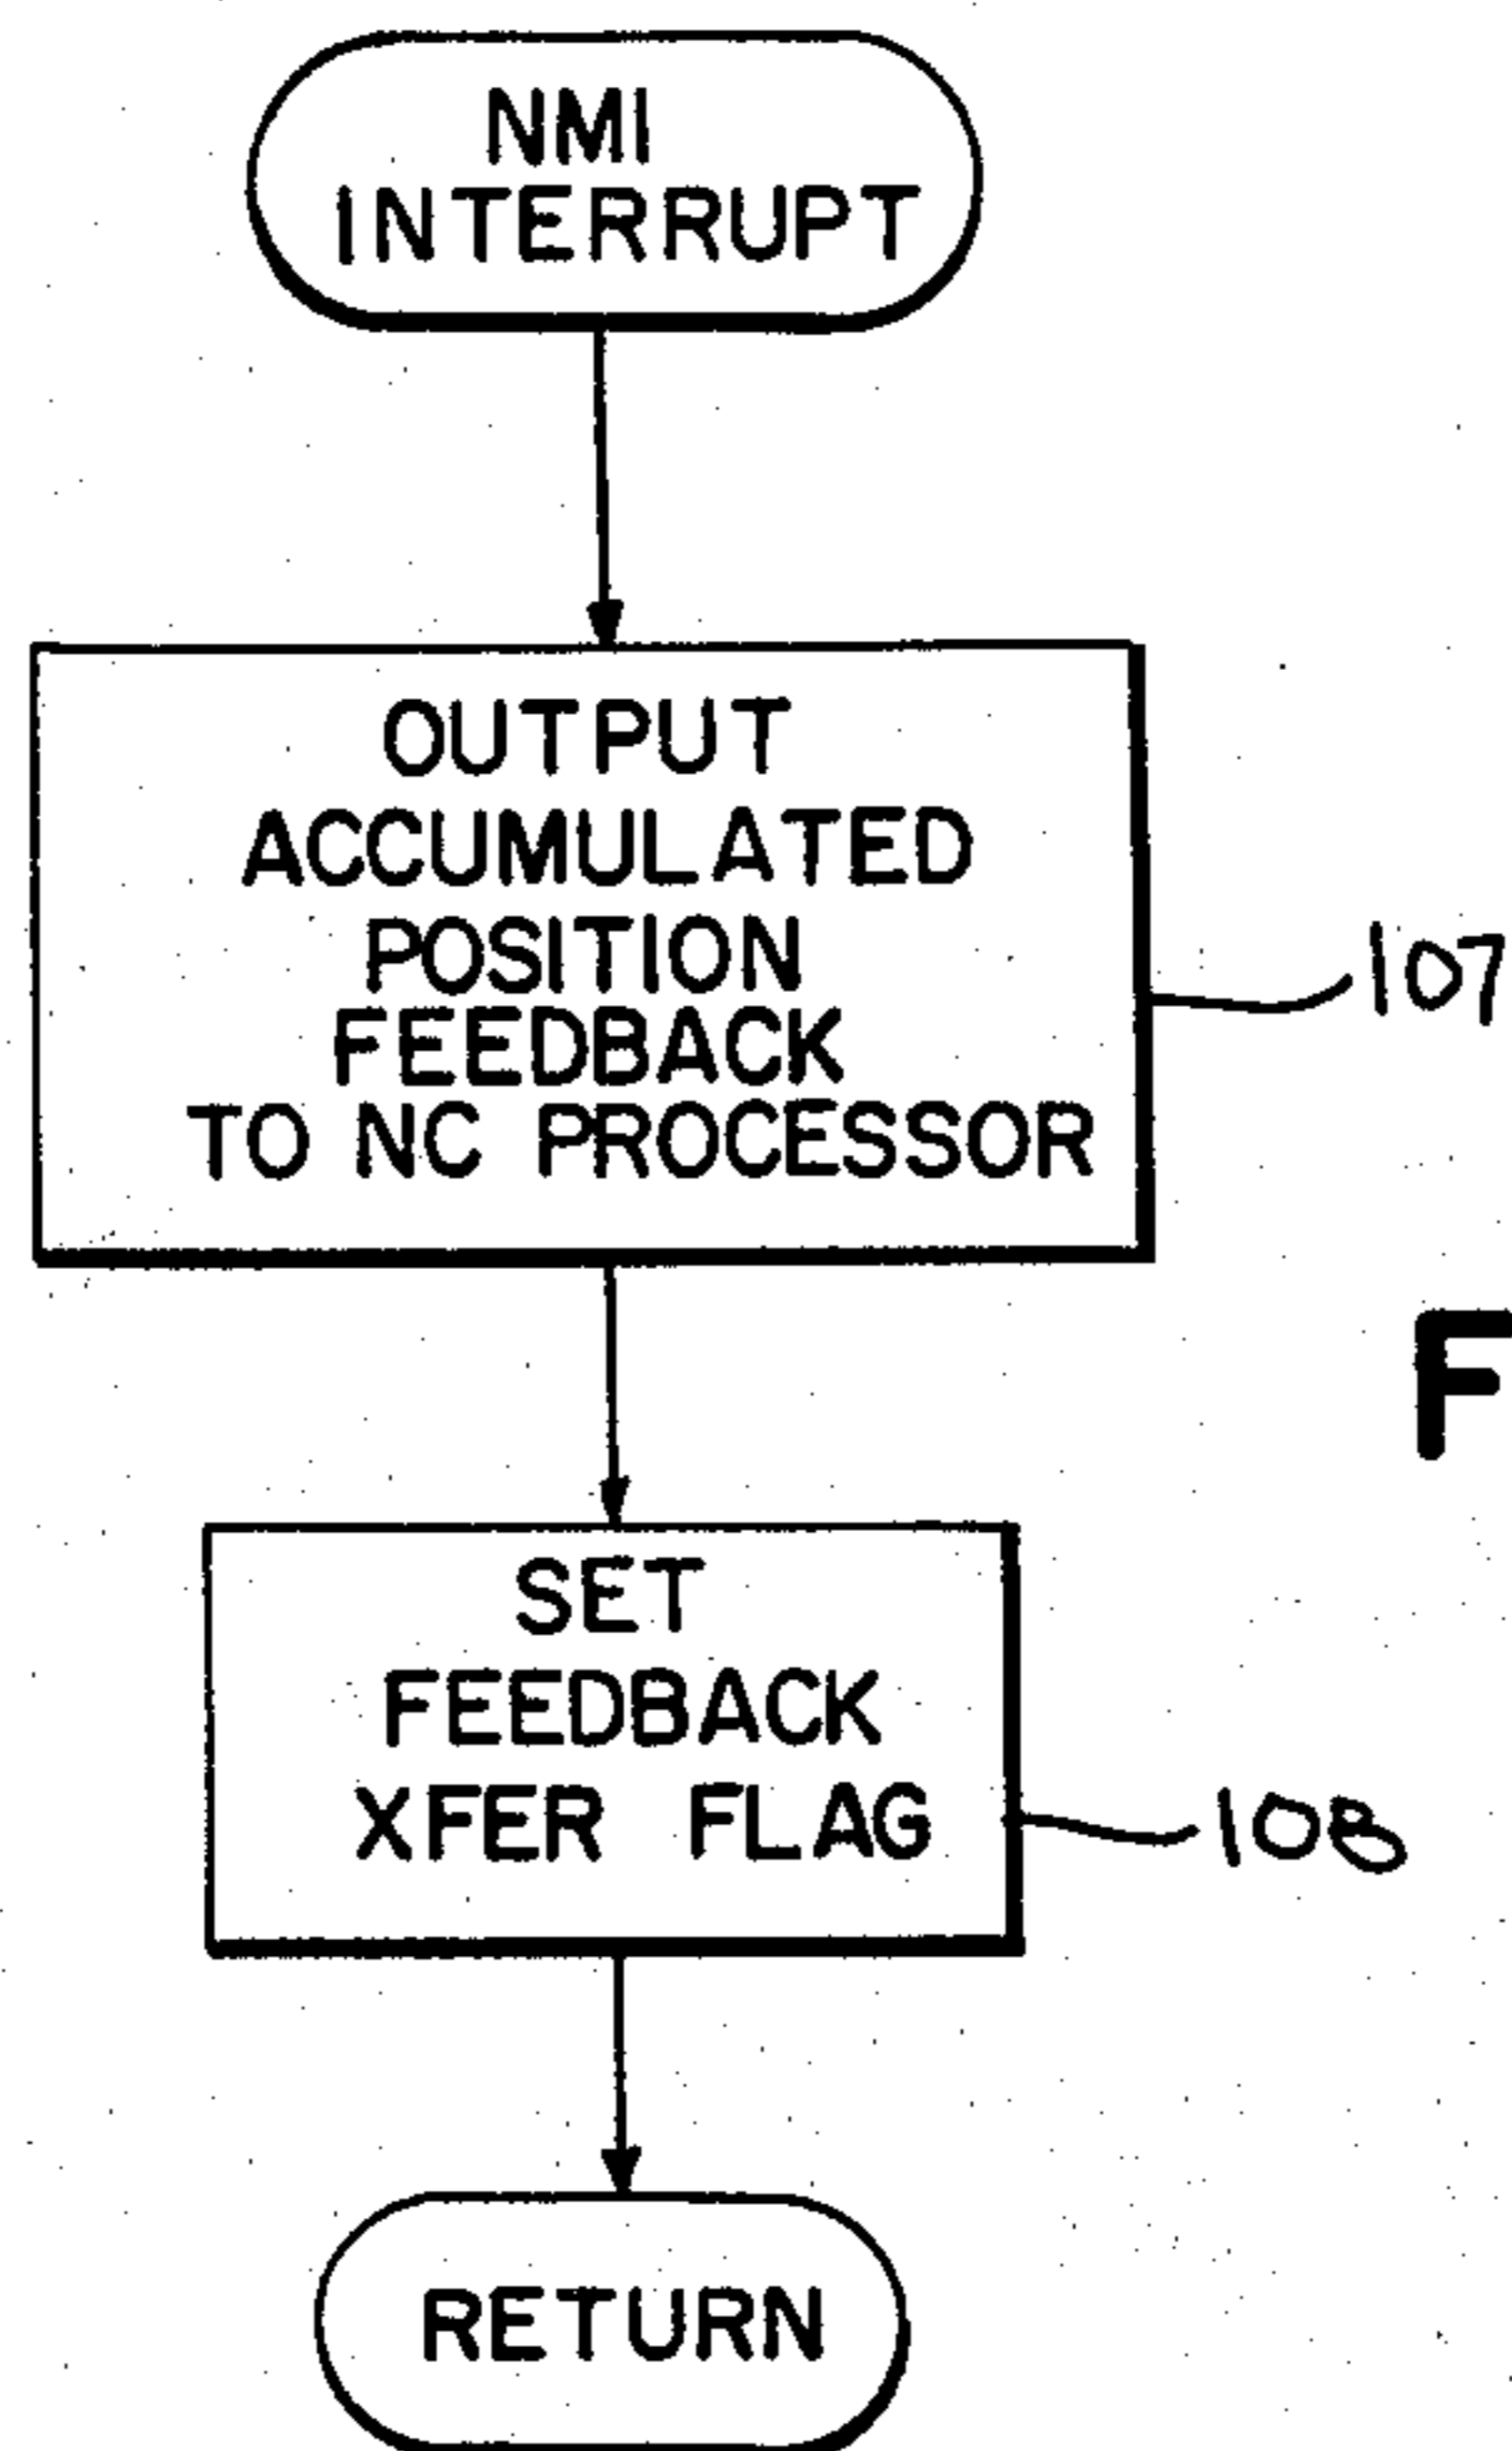 NMI
INTERRUPT
OUTPUT
ACCUMULATED
POSITION
FEEDBACK
TO NC PROCESSOR
107
F
SET
FEEDBACK
XFER FLAG
108
RETURN